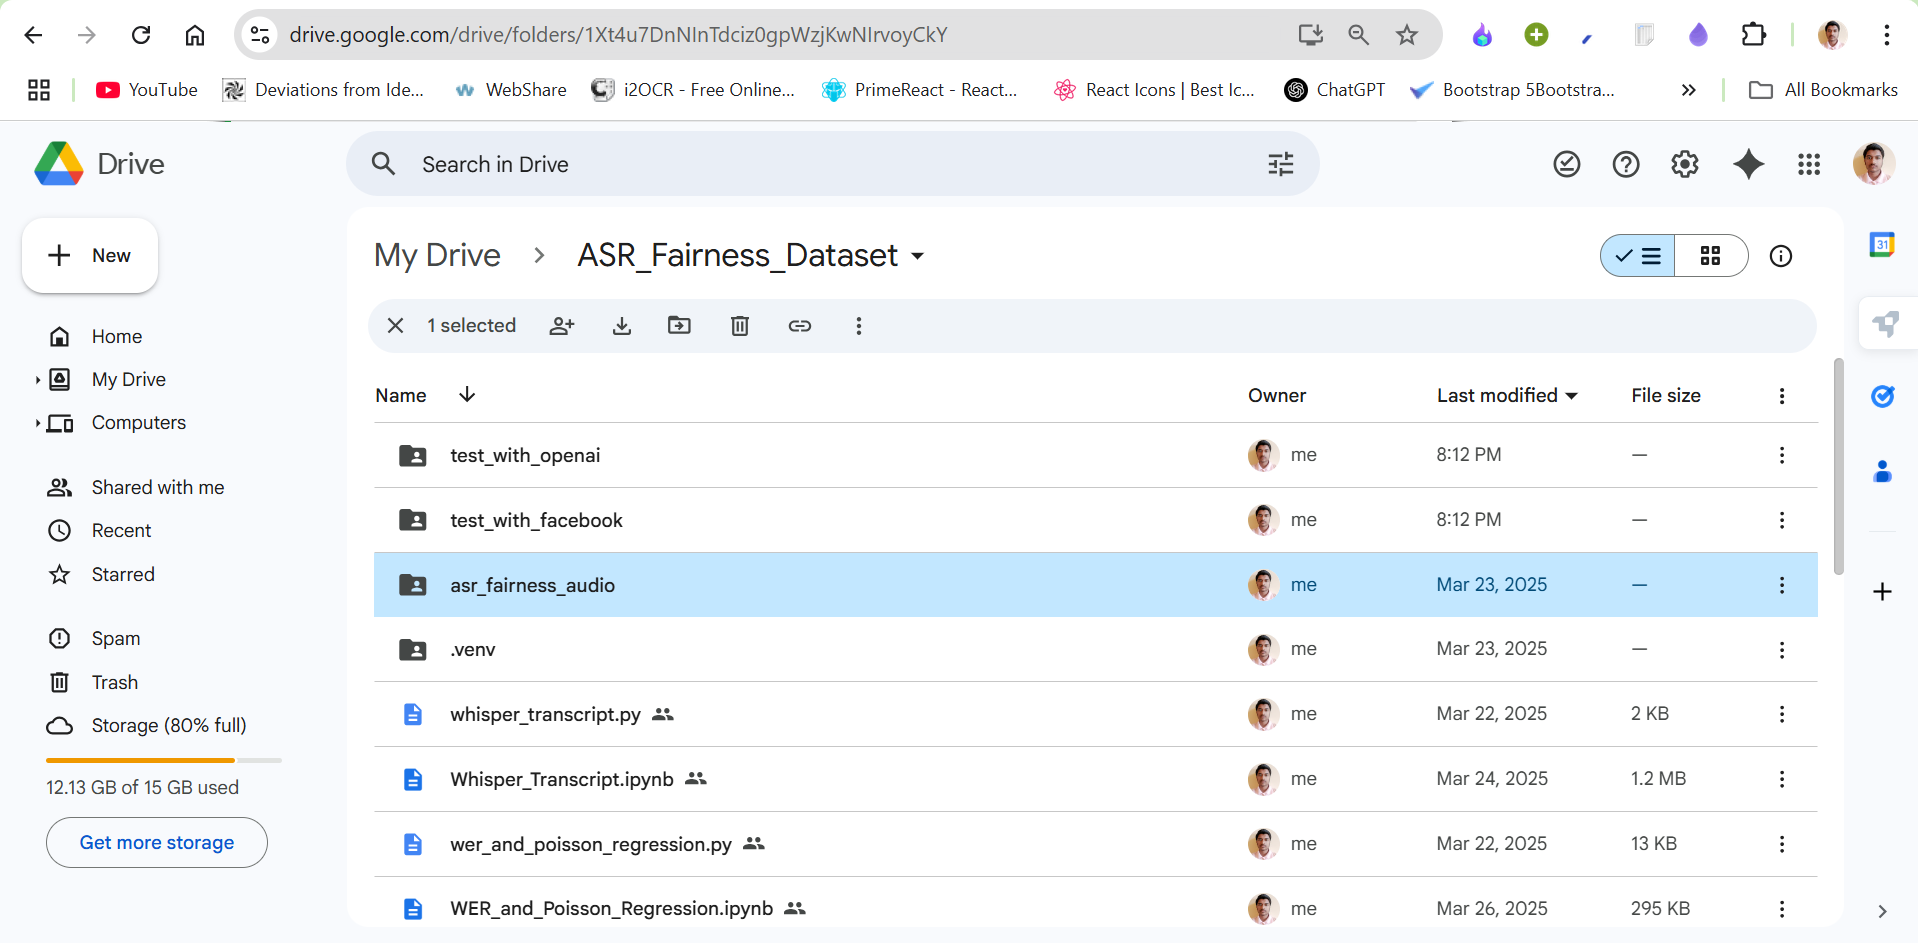 drive.google.com/drive/folders/1Xt4u7DnNInTdciz0gpWzjKwNIrvoyCkY
YouTube
Deviations from Ide...
WebShare
i2OCR - Free Online...
PrimeReact - React...
React Icons | Best Ic...
ChatGPT
Bootstrap 5Bootstra...
All Bookmarks
Drive
Search in Drive
New
My Drive
ASR_Fairness_Dataset
31
1 selected
Home
My Drive
Computers
Shared with me
Recent
Starred
Spam
Trash
Storage (80% full)
12.13 GB of 15 GB used
Get more storage
Name Owner Last modified File size
test_with_openai me 8:12 PM —
test_with_facebook me 8:12 PM —
asr_fairness_audio me Mar 23, 2025 —
.venv me Mar 23, 2025 —
whisper_transcript.py me Mar 22, 2025 2 KB
Whisper_Transcript.ipynb me Mar 24, 2025 1.2 MB
wer_and_poisson_regression.py me Mar 22, 2025 13 KB
WER_and_Poisson_Regression.ipynb me Mar 26, 2025 295 KB